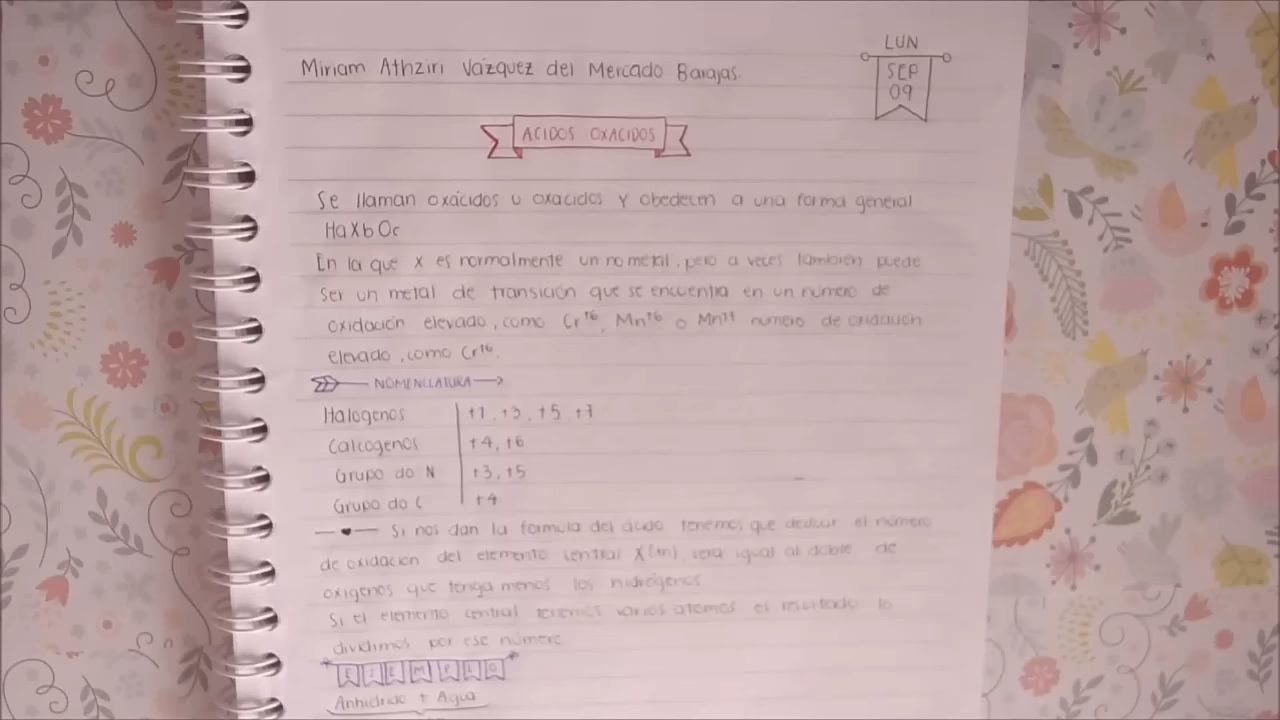 LUN
SEP
09
Miriam Athziri Vázquez del Mercado Barajas.
ACIDOS OXACIDOS
Se llaman oxácidos u oxacidos y obedecen a una forma general
HaXbOc
En la que X es normalmente un no metal, pero a veces tambien puede
ser un metal de transición que se encuentra en un número de
oxidación elevado, como Cr+6, Mn+6 o Mn+7 número de oxidación
elevado, como Cr+6.
NOMENCLATURA
Halogenos +1, +3, +5, +7
Calcogenos +4, +6
Grupo do N +3, +5
Grupo do C +4
Si nos dan la formula del ácido tenemos que deducir el número
de oxidación del elemento central X (n), sera igual al doble de
oxigenos que tenga menos los hidrógenos
Si el elemento central tenemos varios atomos el resultado lo
dividimos por ese número
EJEMPLO
Anhidrido + Agua